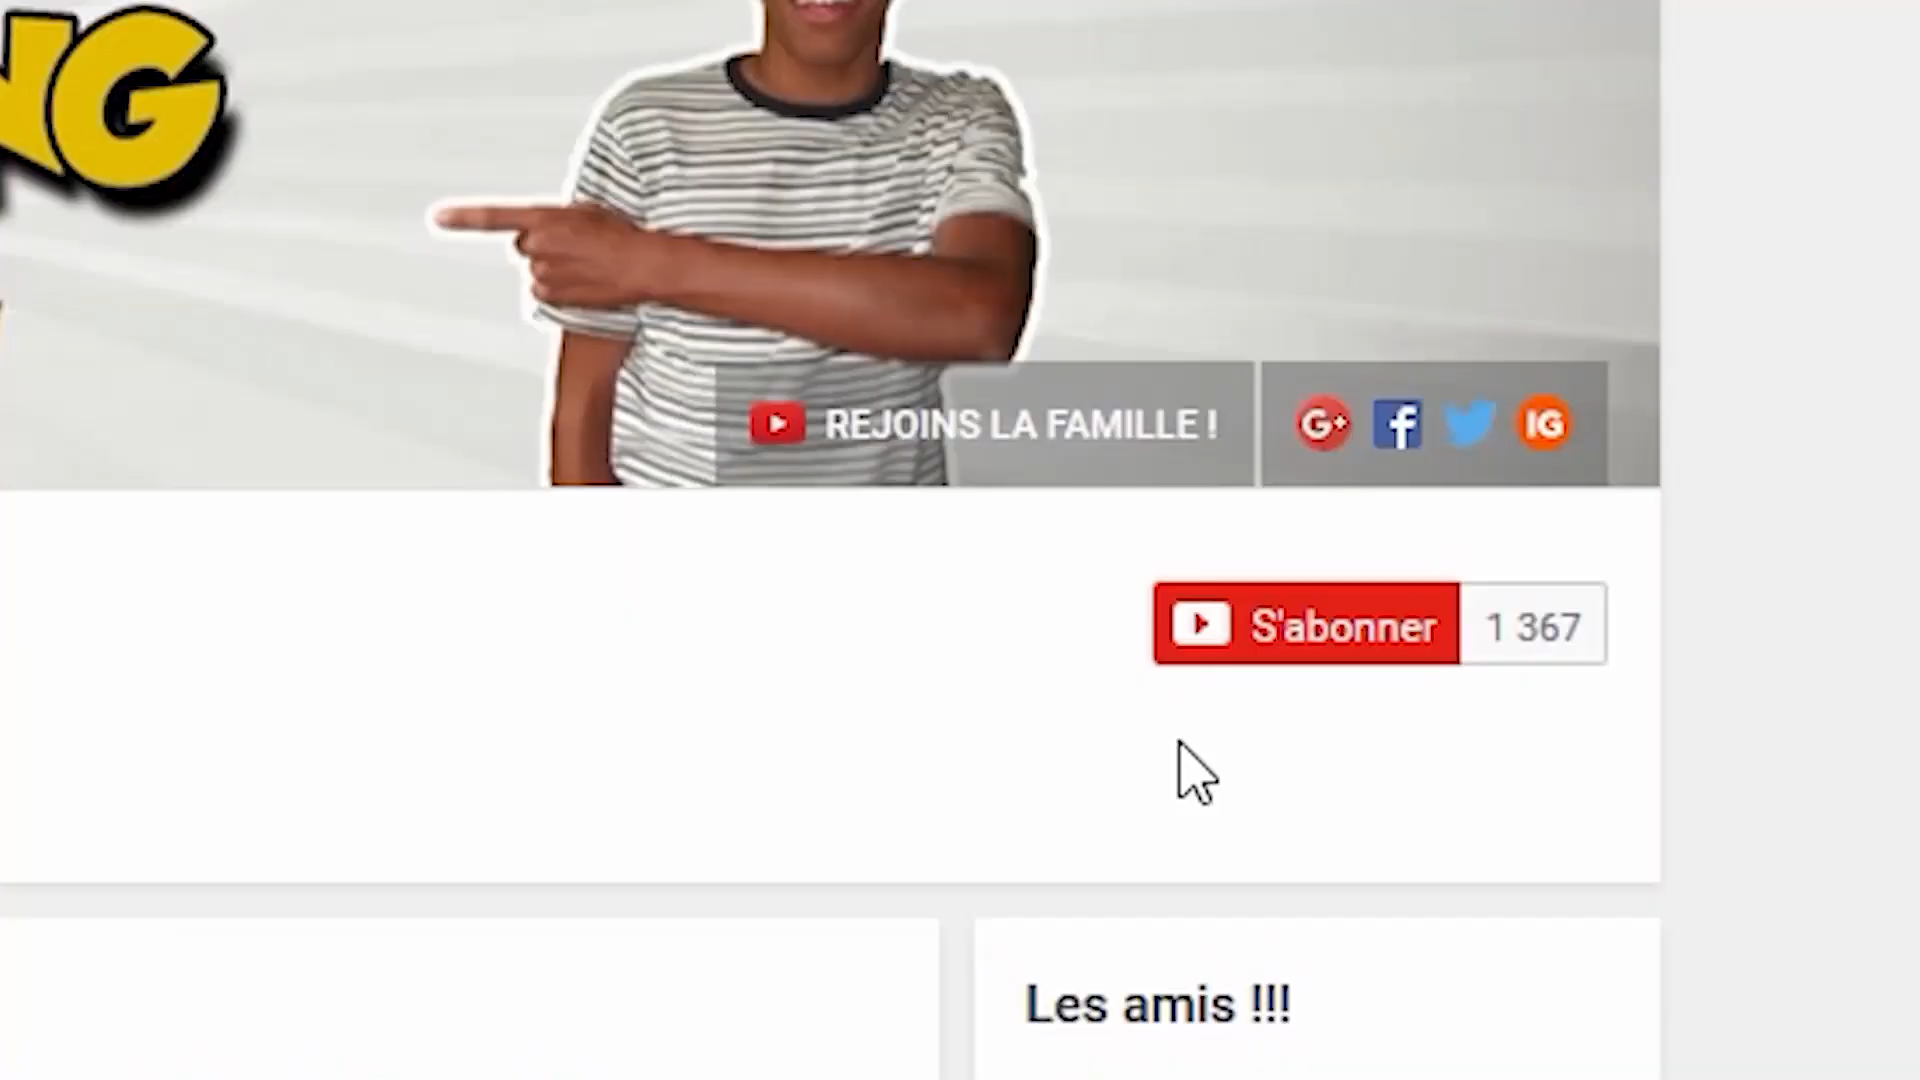 NG
REJOINS LA FAMILLE !
G+ f IG
S'abonner 1 367
Les amis !!!